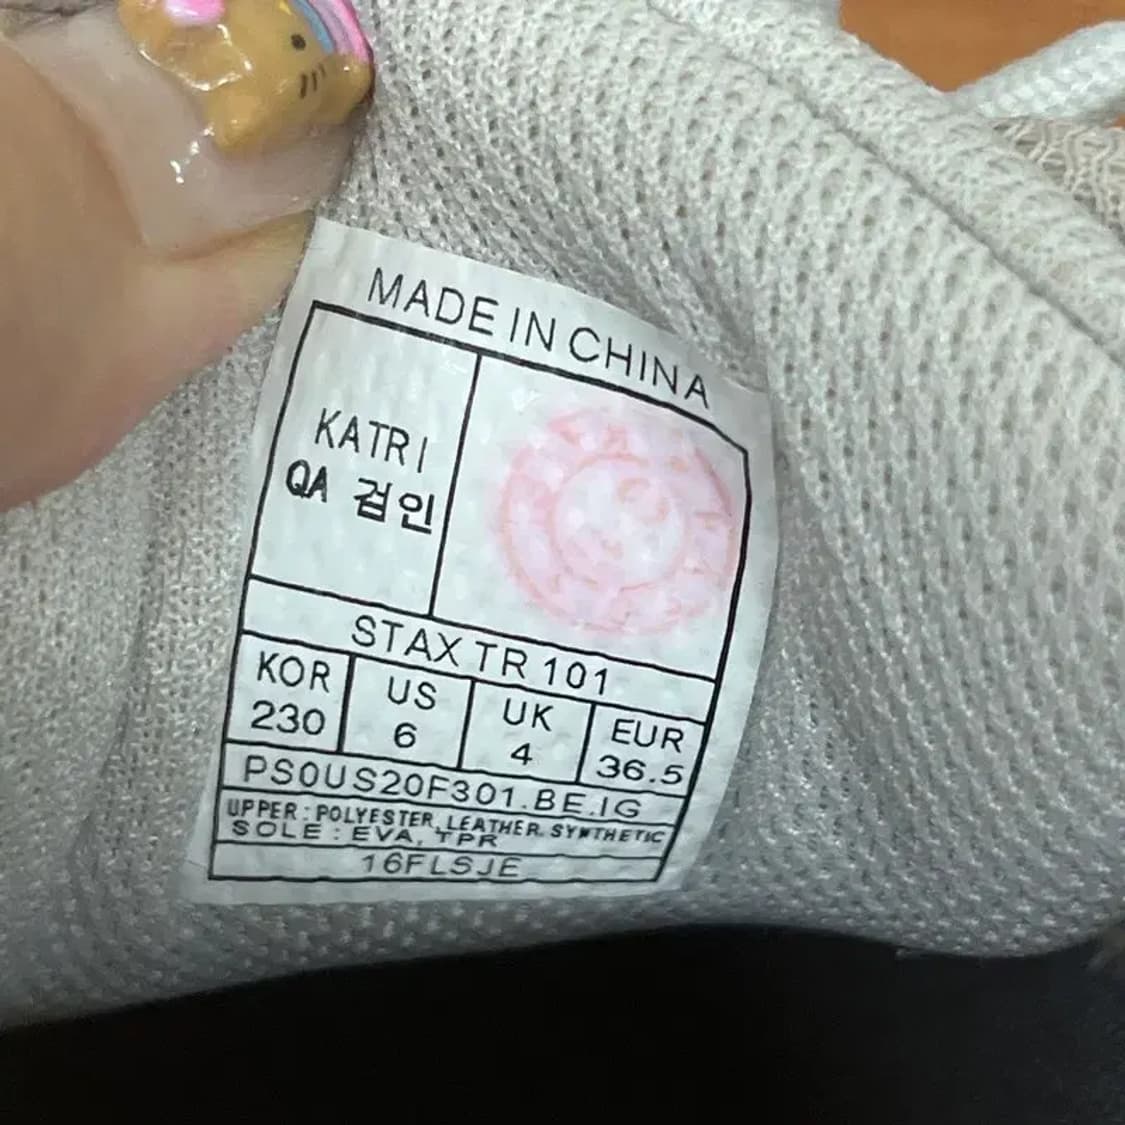 MADE IN CHINA
KATRI
QA 검인
STAX TR 101
KOR US UK EUR
230 6 4 36.5
PS0US20F301.BE.IG
UPPER : POLYESTER, LEATHER, SYNTHETIC
SOLE : EVA, TPR
16FLSJE